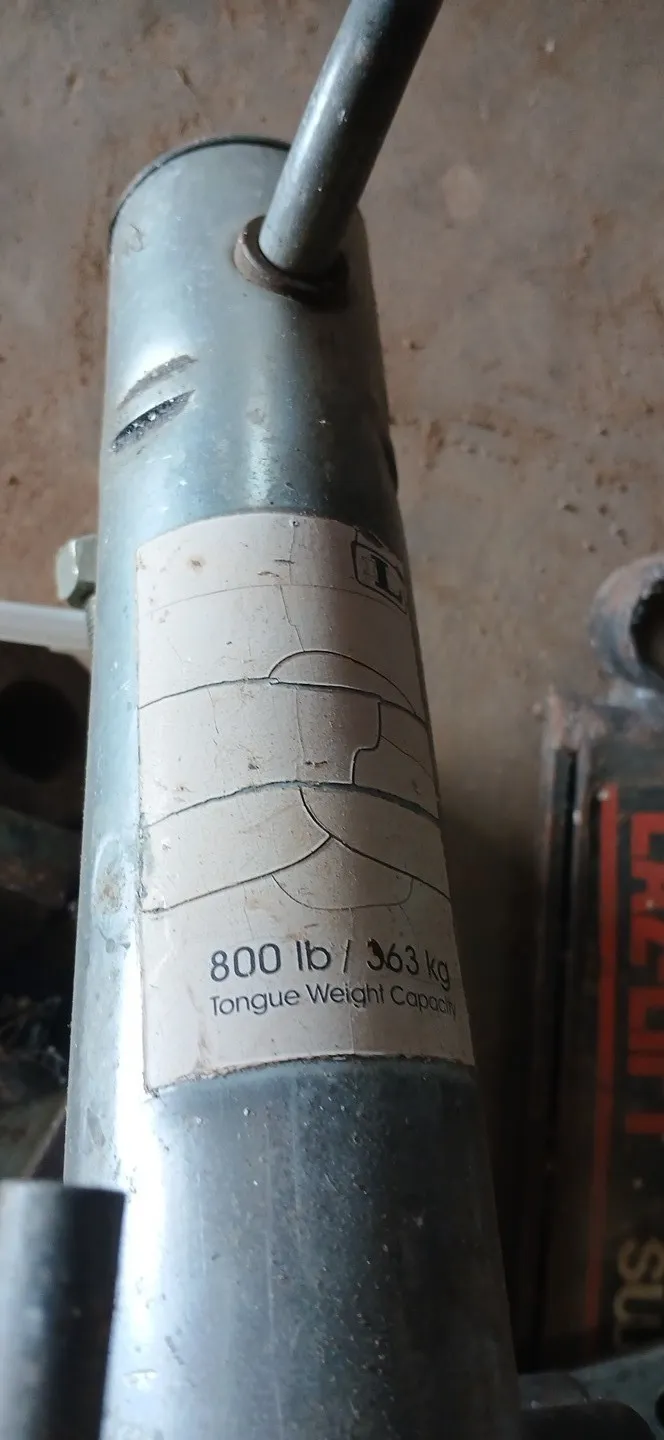 L
800 lb / 363 kg
Tongue Weight Capacity